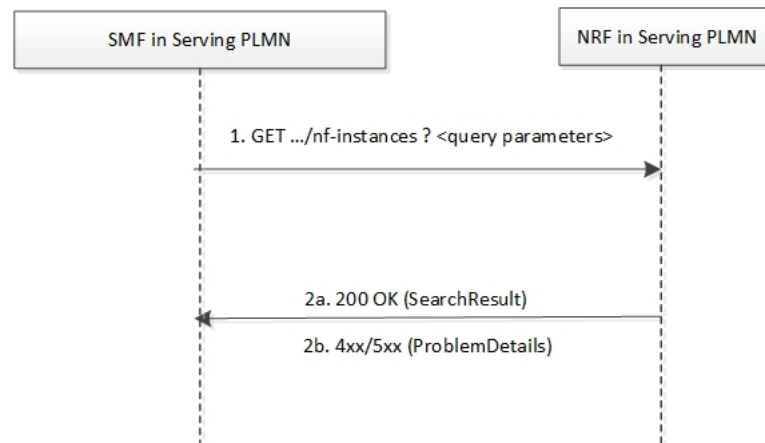 SMF in Serving PLMN
NRF in Serving PLMN
1. GET .../nf-instances ? <query parameters>
2a. 200 OK (SearchResult)
2b. 4xx/5xx (ProblemDetails)